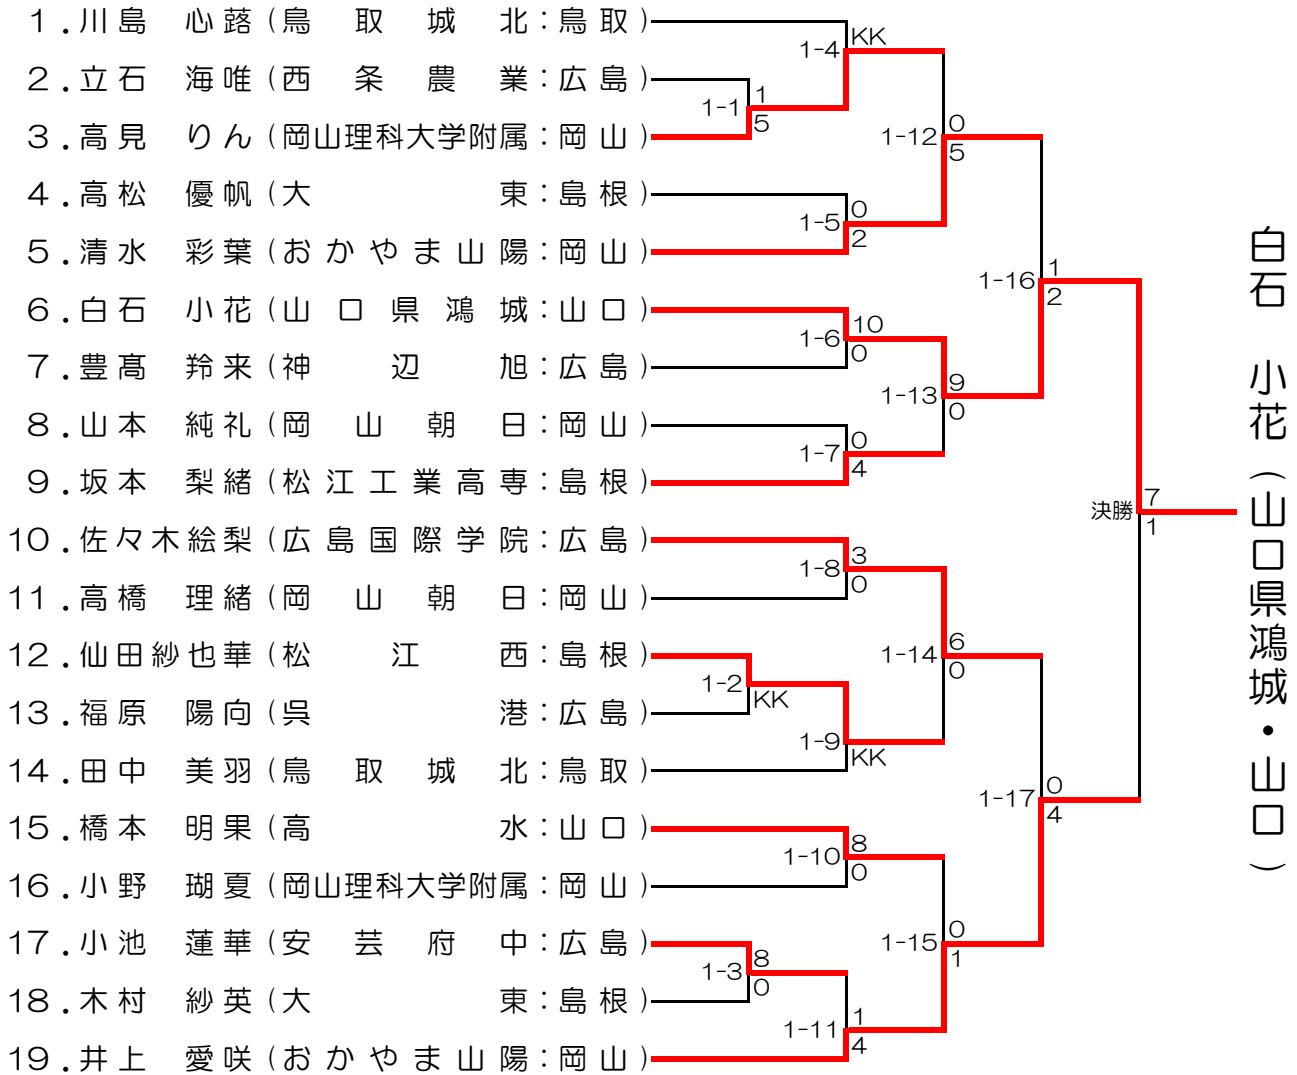 1.川島 心蕗(鳥取城北:鳥取)
KK
1-4
2.立石 海唯(西条農業:広島)
1
1-1
5
3.高見 りん(岡山理科大学附属:岡山)
0
1-12
5
4.高松 優帆(大東:島根)
0
1-5
2
5.清水 彩葉(おかやま山陽:岡山)
1
1-16
2
6.白石 小花(山口県鴻城:山口)
10
1-6
0
7.豊髙 羚来(神辺旭:広島)
9
1-13
0
8.山本 純礼(岡山朝日:岡山)
0
1-7
4
9.坂本 梨緒(松江工業高専:島根)
7
決勝
1
白石 小花(山口県鴻城・山口)
10.佐々木絵梨(広島国際学院:広島)
3
1-8
0
11.高橋 理緒(岡山朝日:岡山)
6
1-14
0
12.仙田紗也華(松江西:島根)
1-2
KK
13.福原 陽向(呉港:広島)
1-9
KK
14.田中 美羽(鳥取城北:鳥取)
0
1-17
4
15.橋本 明果(高水:山口)
8
1-10
0
16.小野 瑚夏(岡山理科大学附属:岡山)
0
1-15
1
17.小池 蓮華(安芸府中:広島)
8
1-3
0
18.木村 紗英(大東:島根)
1
1-11
4
19.井上 愛咲(おかやま山陽:岡山)